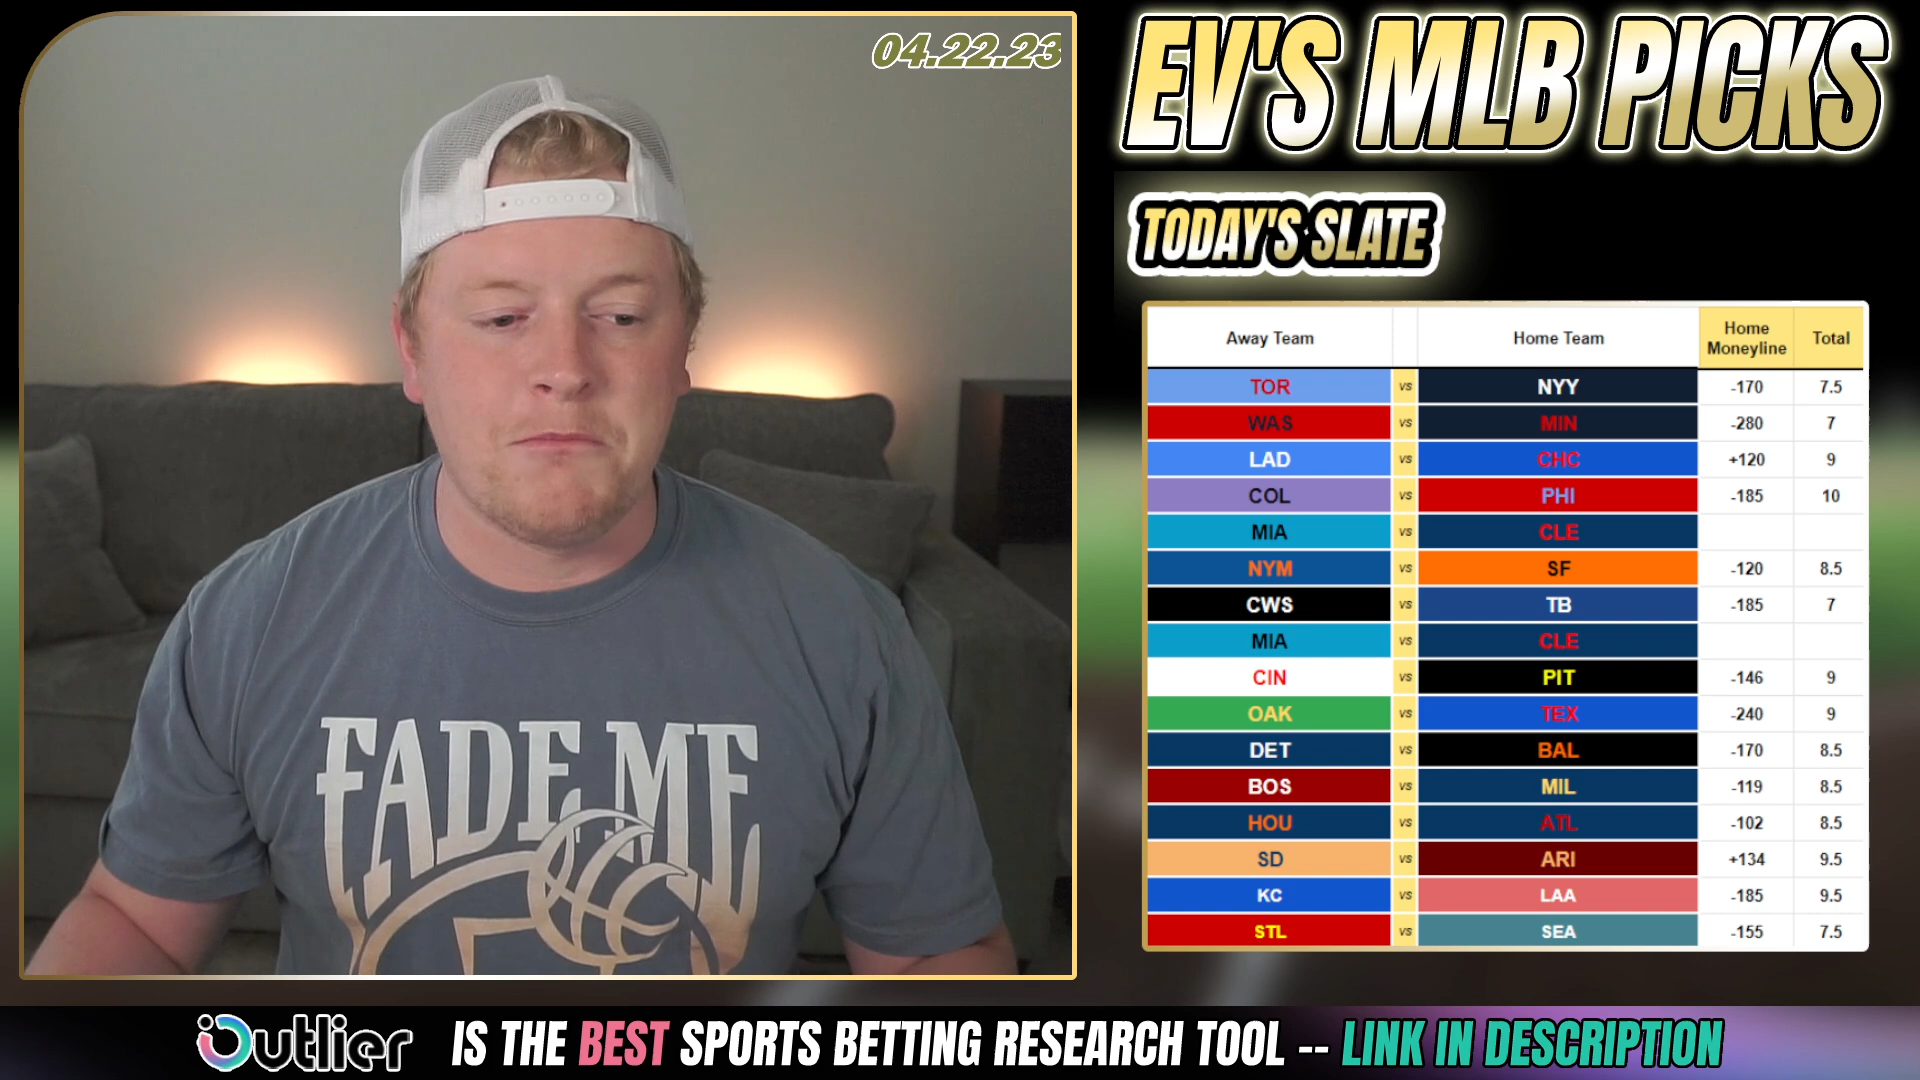 04.22.23
EV'S MLB PICKS
TODAY'S SLATE
Away Team Home Team Home Moneyline Total
TOR vs NYY -170 7.5
WAS vs MIN -280 7
LAD vs CHC +120 9
COL vs PHI -185 10
MIA vs CLE
NYM vs SF -120 8.5
CWS vs TB -185 7
MIA vs CLE
CIN vs PIT -146 9
OAK vs TEX -240 9
DET vs BAL -170 8.5
BOS vs MIL -119 8.5
HOU vs ATL -102 8.5
SD vs ARI +134 9.5
KC vs LAA -185 9.5
STL vs SEA -155 7.5
FADE ME
Outlier IS THE BEST SPORTS BETTING RESEARCH TOOL -- LINK IN DESCRIPTION